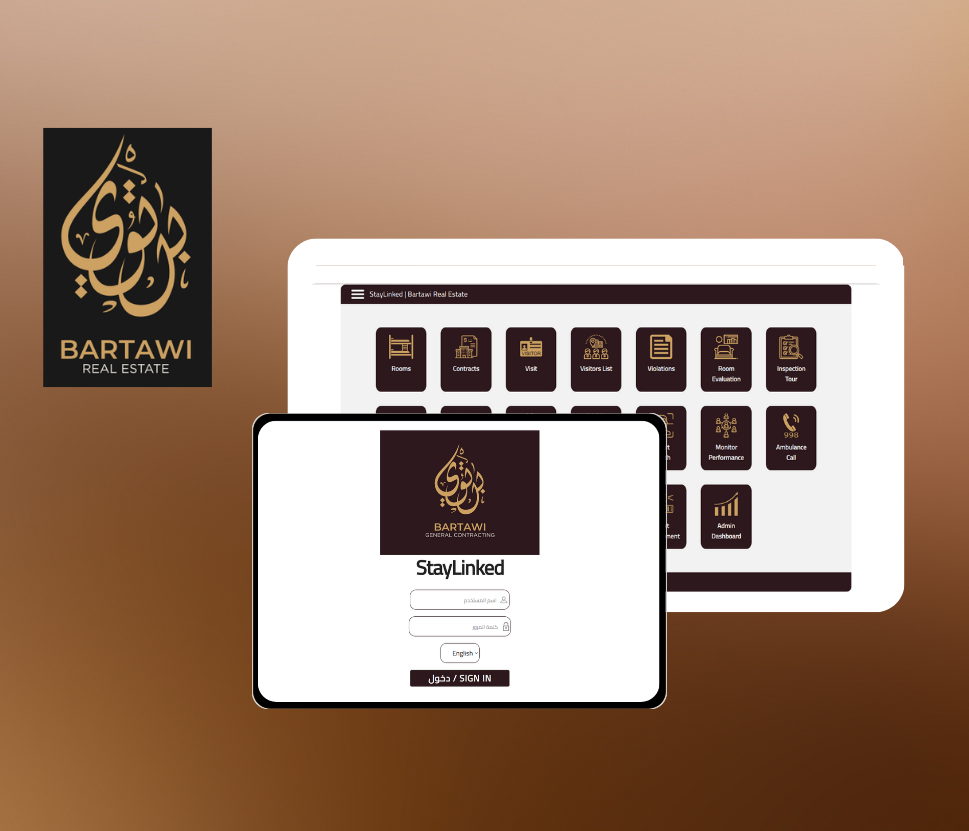 برتوي
BARTAWI
REAL ESTATE
StayLinked | Bartawi Real Estate
Rooms
Contracts
VISITOR
Visit
Visitors List
Violations
Room
Evaluation
Inspection
Tour
Monitor
Performance
998
Ambulance
Call
Admin
Dashboard
برتوي
BARTAWI
GENERAL CONTRACTING
StayLinked
اسم المستخدم
كلمة المرور
English
دخول / SIGN IN